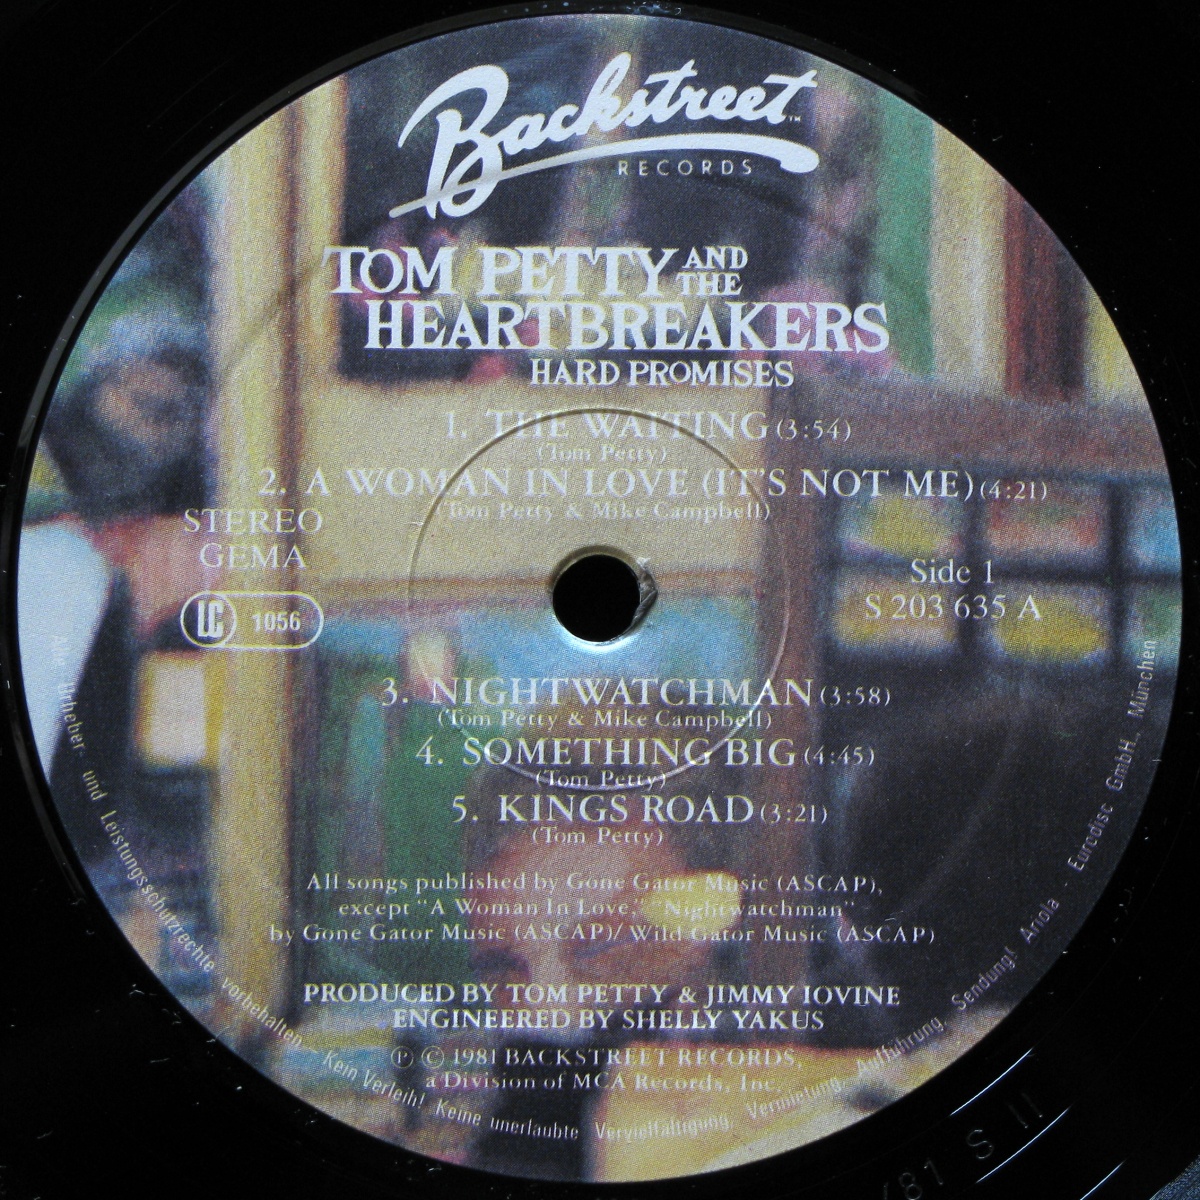 Backstreet™
RECORDS
TOM PETTY AND THE
HEARTBREAKERS
HARD PROMISES
1. THE WAITING (3:54)
(Tom Petty)
2. A WOMAN IN LOVE (IT'S NOT ME) (4:21)
(Tom Petty & Mike Campbell)
STEREO
GEMA
LC 1056
Side 1
S 203 635 A
3. NIGHTWATCHMAN (3:58)
(Tom Petty & Mike Campbell)
4. SOMETHING BIG (4:45)
(Tom Petty)
5. KINGS ROAD (3:21)
(Tom Petty)
All songs published by Gone Gator Music (ASCAP),
except "A Woman In Love," "Nightwatchman"
by Gone Gator Music (ASCAP)/ Wild Gator Music (ASCAP)
PRODUCED BY TOM PETTY & JIMMY IOVINE
ENGINEERED BY SHELLY YAKUS
℗ © 1981 BACKSTREET RECORDS,
a Division of MCA Records, Inc.
Alle Urheber- und Leistungsschutzrechte vorbehalten - Kein Verleih! Keine unerlaubte Vervielfältigung, Vermietung, Aufführung, Sendung! Ariola - Eurodisc GmbH., München
81 S 11